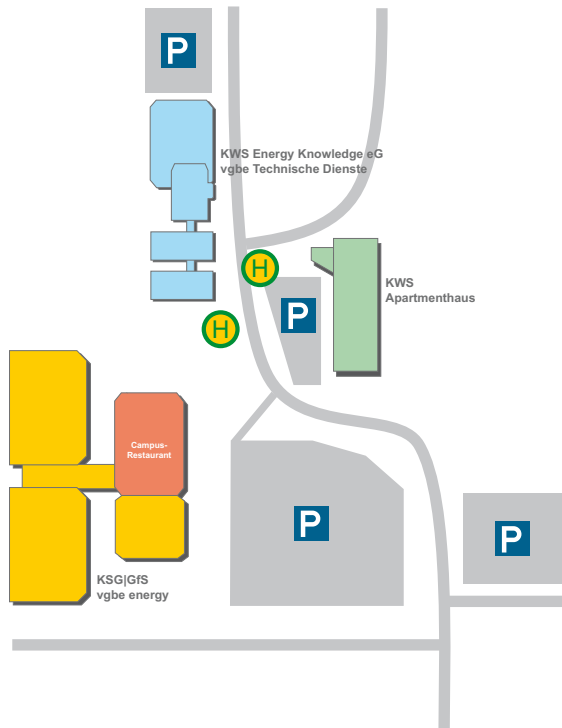 P
KWS Energy Knowledge eG
vgbe Technische Dienste
H
KWS
Apartmenthaus
P
H
Campus-
Restaurant
P
P
KSG|GfS
vgbe energy